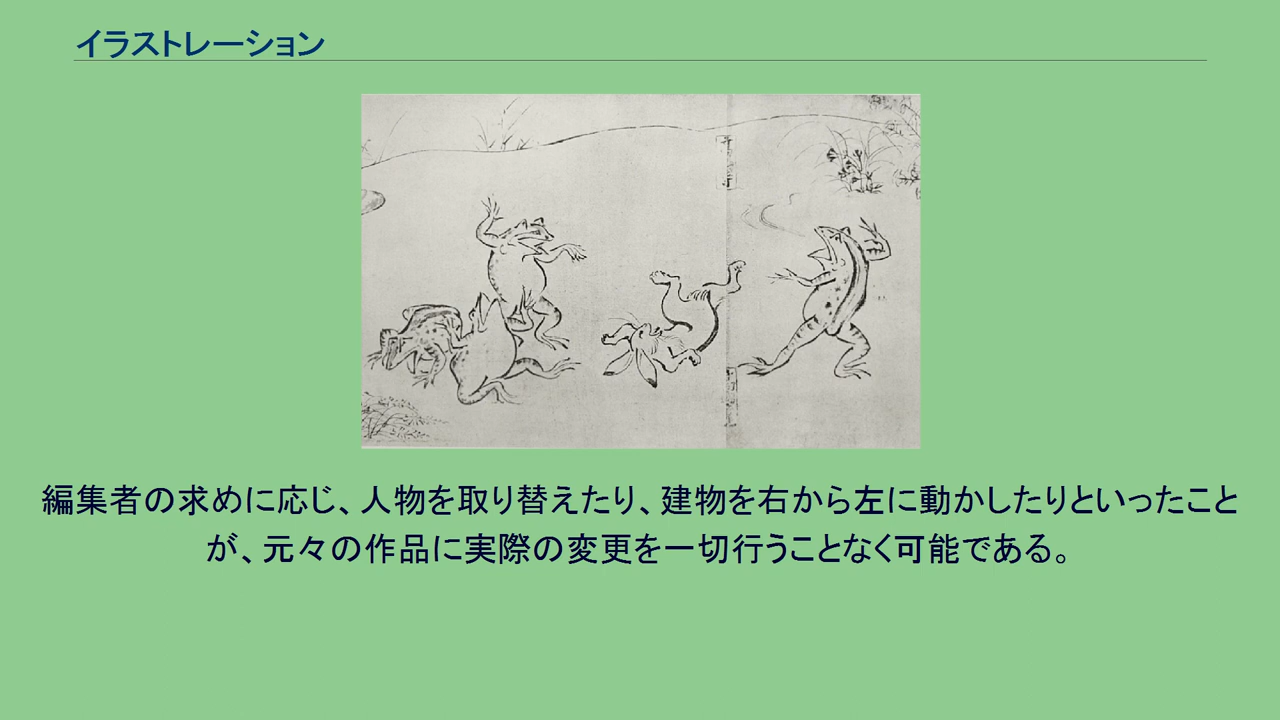 イラストレーション
編集者の求めに応じ、人物を取り替えたり、建物を右から左に動かしたりといったこと
が、元々の作品に実際の変更を一切行うことなく可能である。